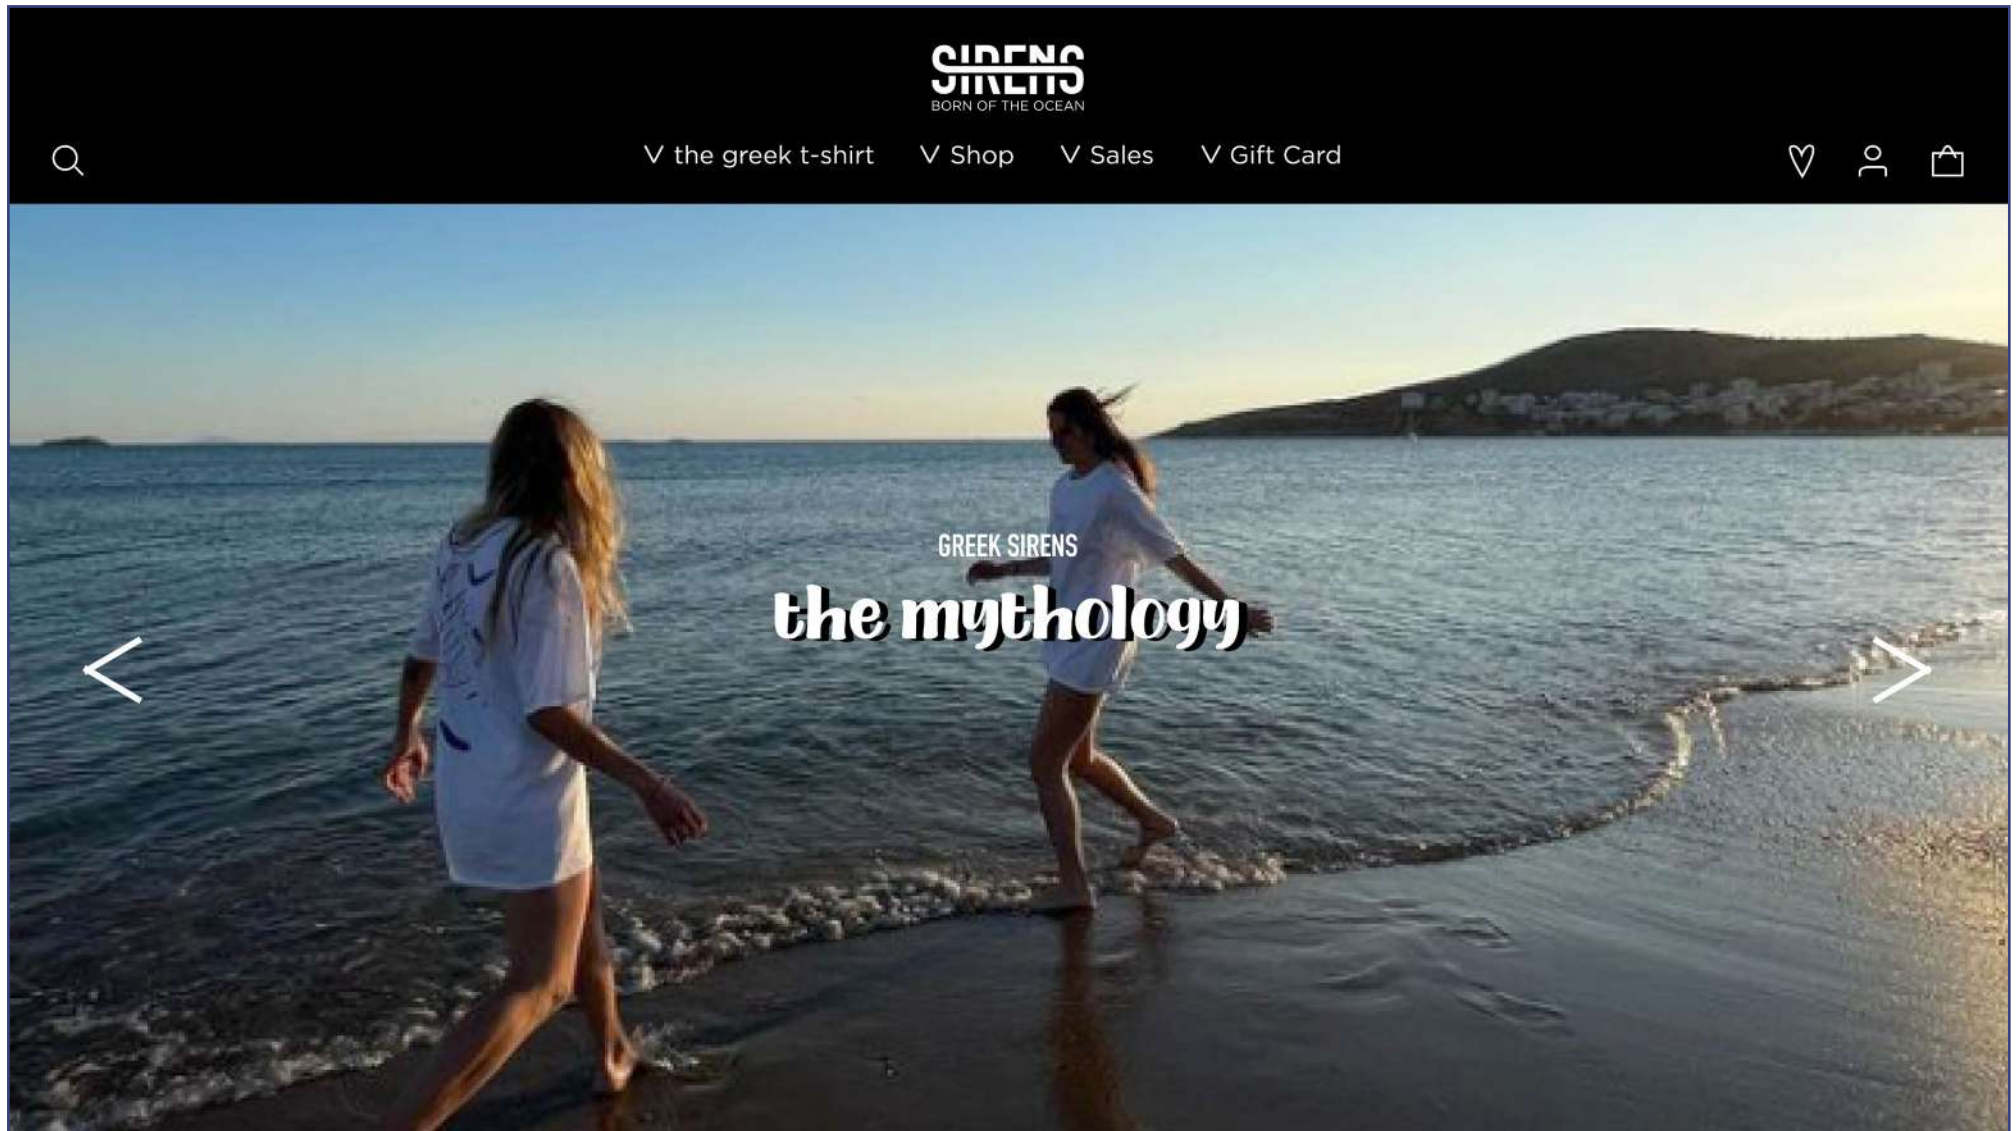 SIRENS
BORN OF THE OCEAN
the greek t-shirt
Shop
Sales
Gift Card
GREEK SIRENS
the mythology